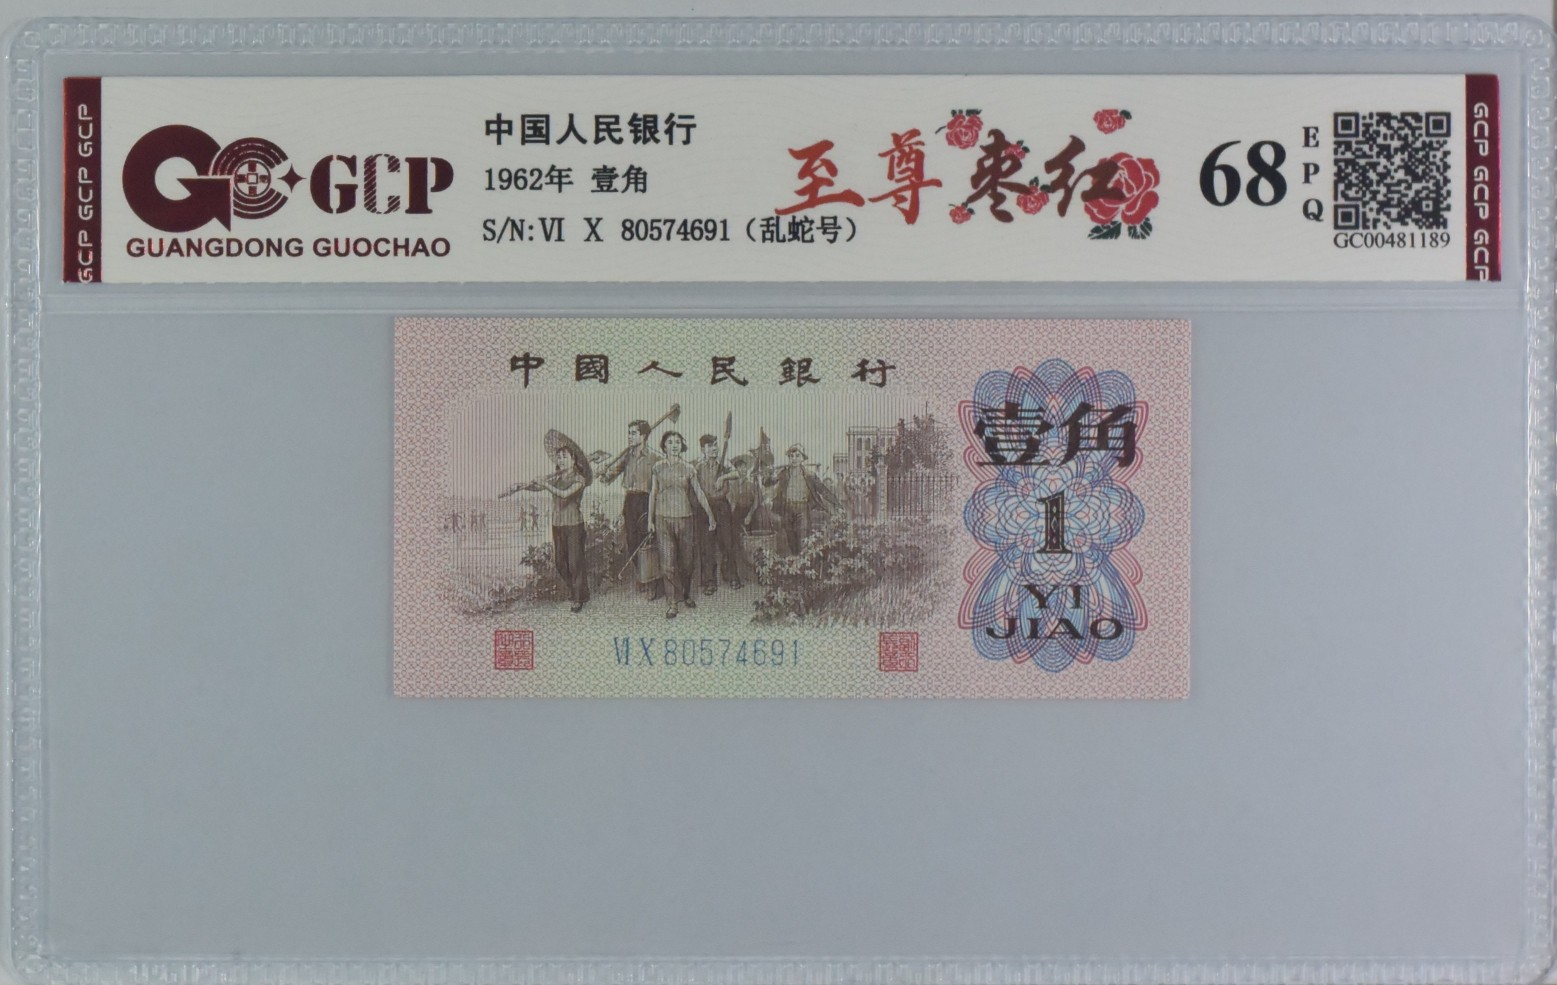 GCP GCP GCP
GCP
GUANGDONG GUOCHAO
中国人民银行
1962年 壹角
S/N:Ⅵ X 80574691（乱蛇号）
至尊枣红
68
EPQ
GC00481189
GCP GCP GCP
中國人民銀行
壹角
1
YI
JIAO
Ⅵ X 80574691